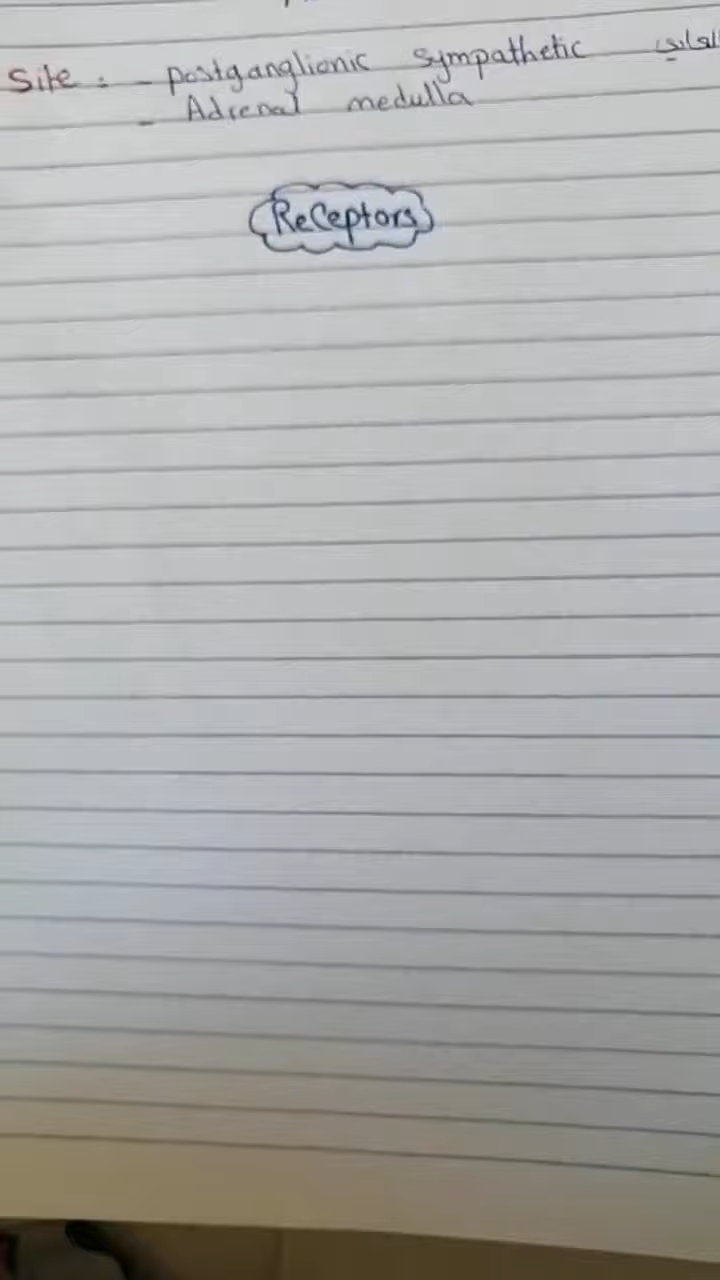 Site : - postganglionic sympathetic
- Adrenal medulla
Receptors